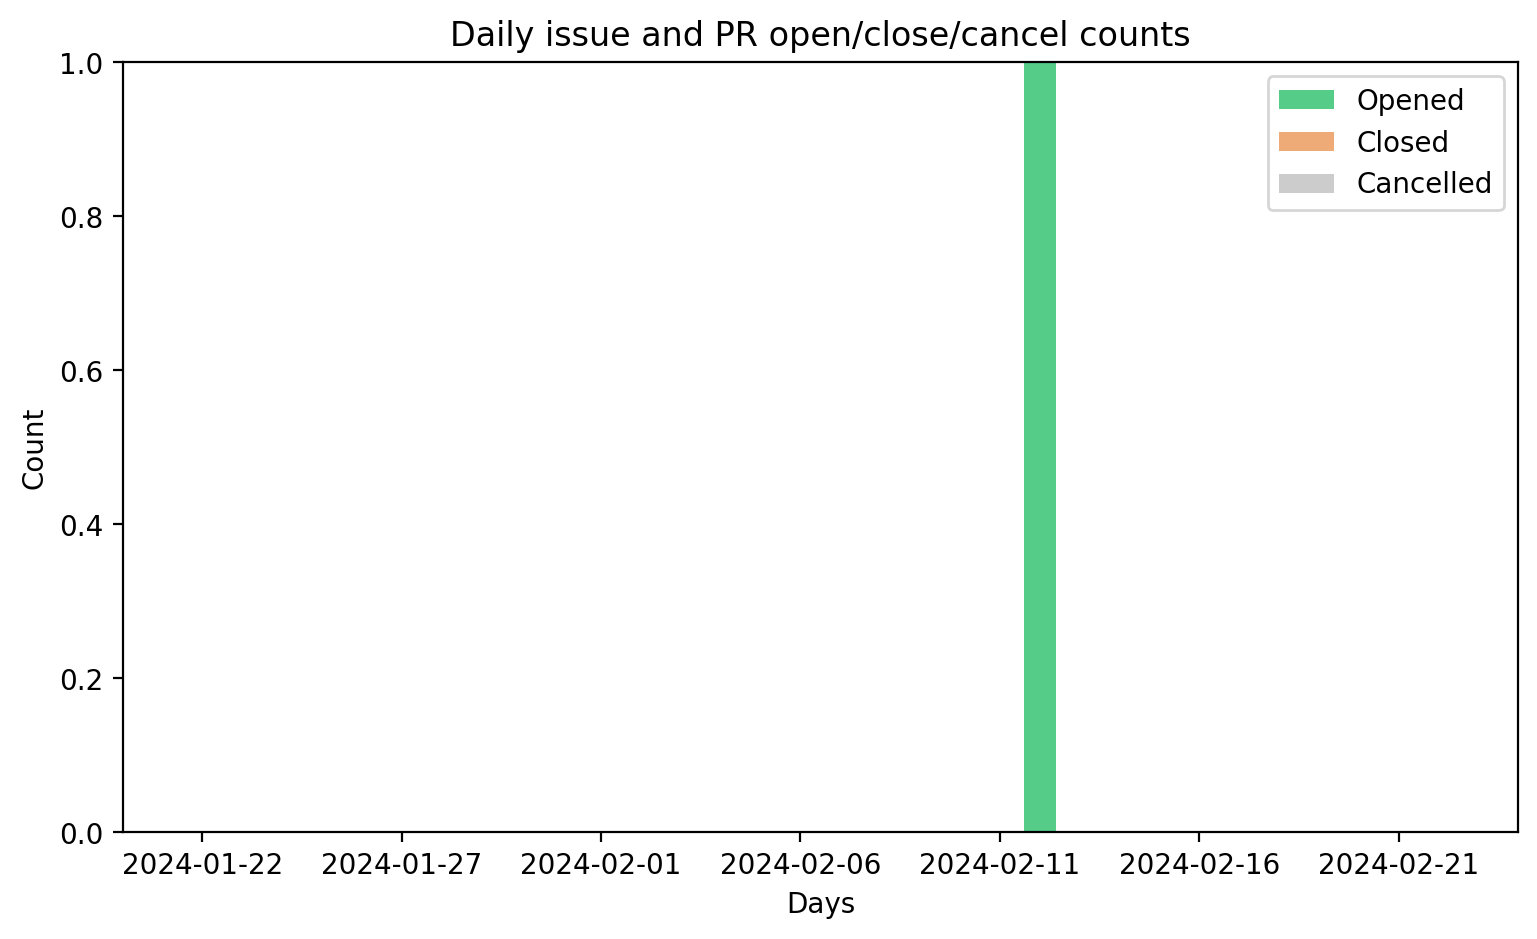 Daily issue and PR open/close/cancel counts
1.0
0.8
0.6
0.4
0.2
0.0
Count
Opened
Closed
Cancelled
2024-01-22 2024-01-27 2024-02-01 2024-02-06 2024-02-11 2024-02-16 2024-02-21
Days